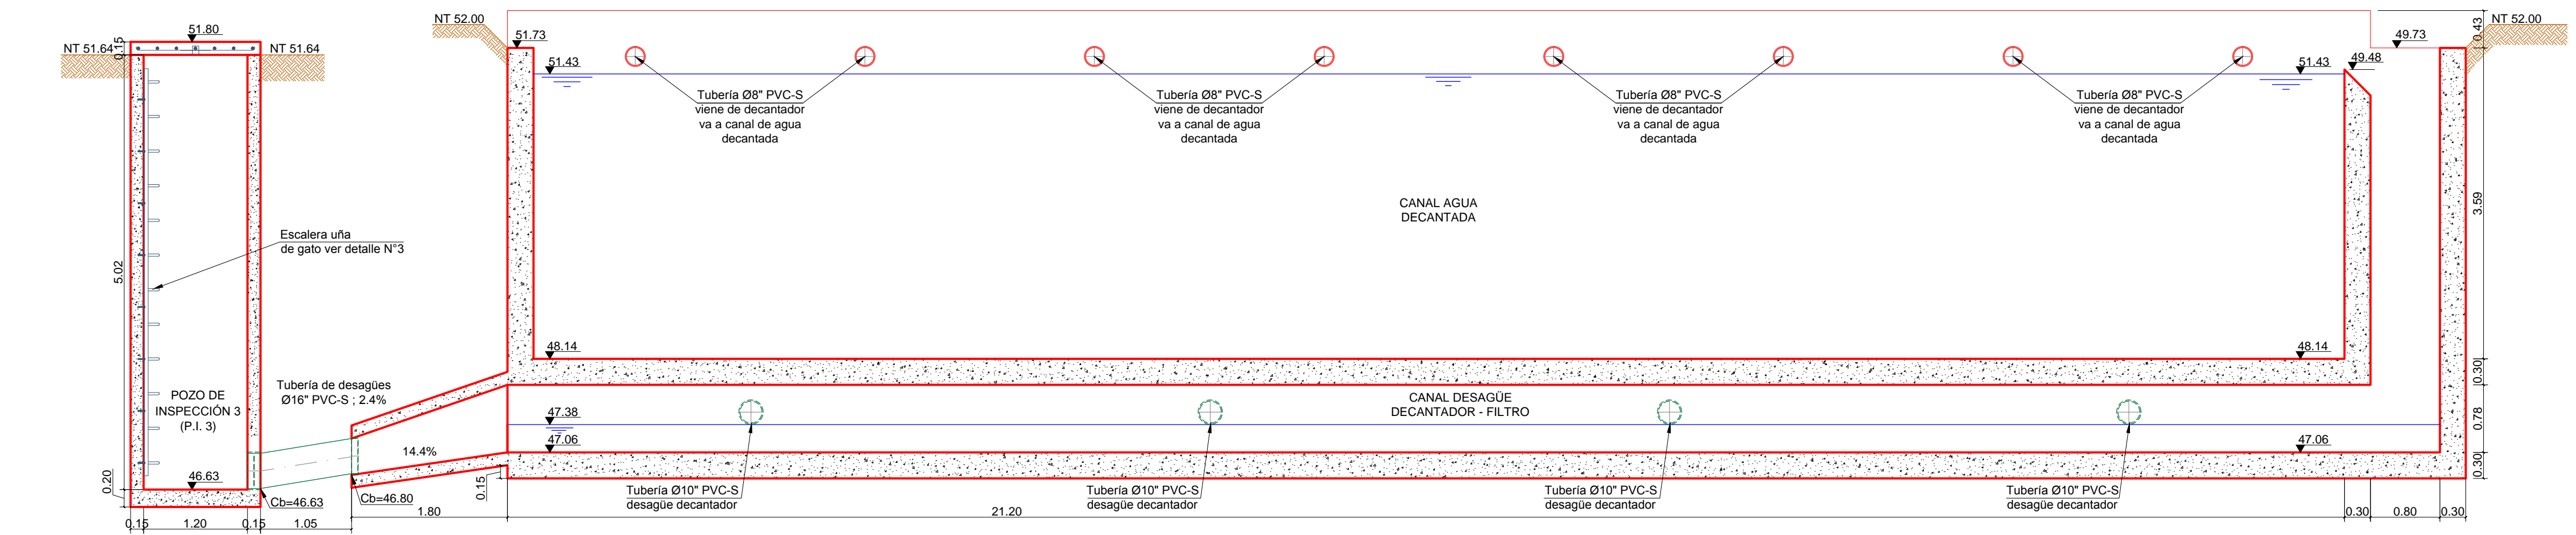 NT 51.64
0.15
51.80
NT 51.64
5.02
Escalera uña
de gato ver detalle N°3
POZO DE
INSPECCIÓN 3
(P.I. 3)
Tubería de desagües
Ø16" PVC-S ; 2.4%
46.63
0.20
Cb=46.63
Cb=46.80
14.4%
0.15
0.15
1.20
0.15
1.05
1.80
21.20
0.30
0.80
0.30
NT 52.00
51.73
51.43
Tubería Ø8" PVC-S
viene de decantador
va a canal de agua
decantada
Tubería Ø8" PVC-S
viene de decantador
va a canal de agua
decantada
Tubería Ø8" PVC-S
viene de decantador
va a canal de agua
decantada
Tubería Ø8" PVC-S
viene de decantador
va a canal de agua
decantada
51.43
49.48
49.73
NT 52.00
0.43
3.59
0.30
0.78
0.30
CANAL AGUA
DECANTADA
48.14
48.14
CANAL DESAGÜE
DECANTADOR - FILTRO
47.38
47.06
47.06
Tubería Ø10" PVC-S
desagüe decantador
Tubería Ø10" PVC-S
desagüe decantador
Tubería Ø10" PVC-S
desagüe decantador
Tubería Ø10" PVC-S
desagüe decantador